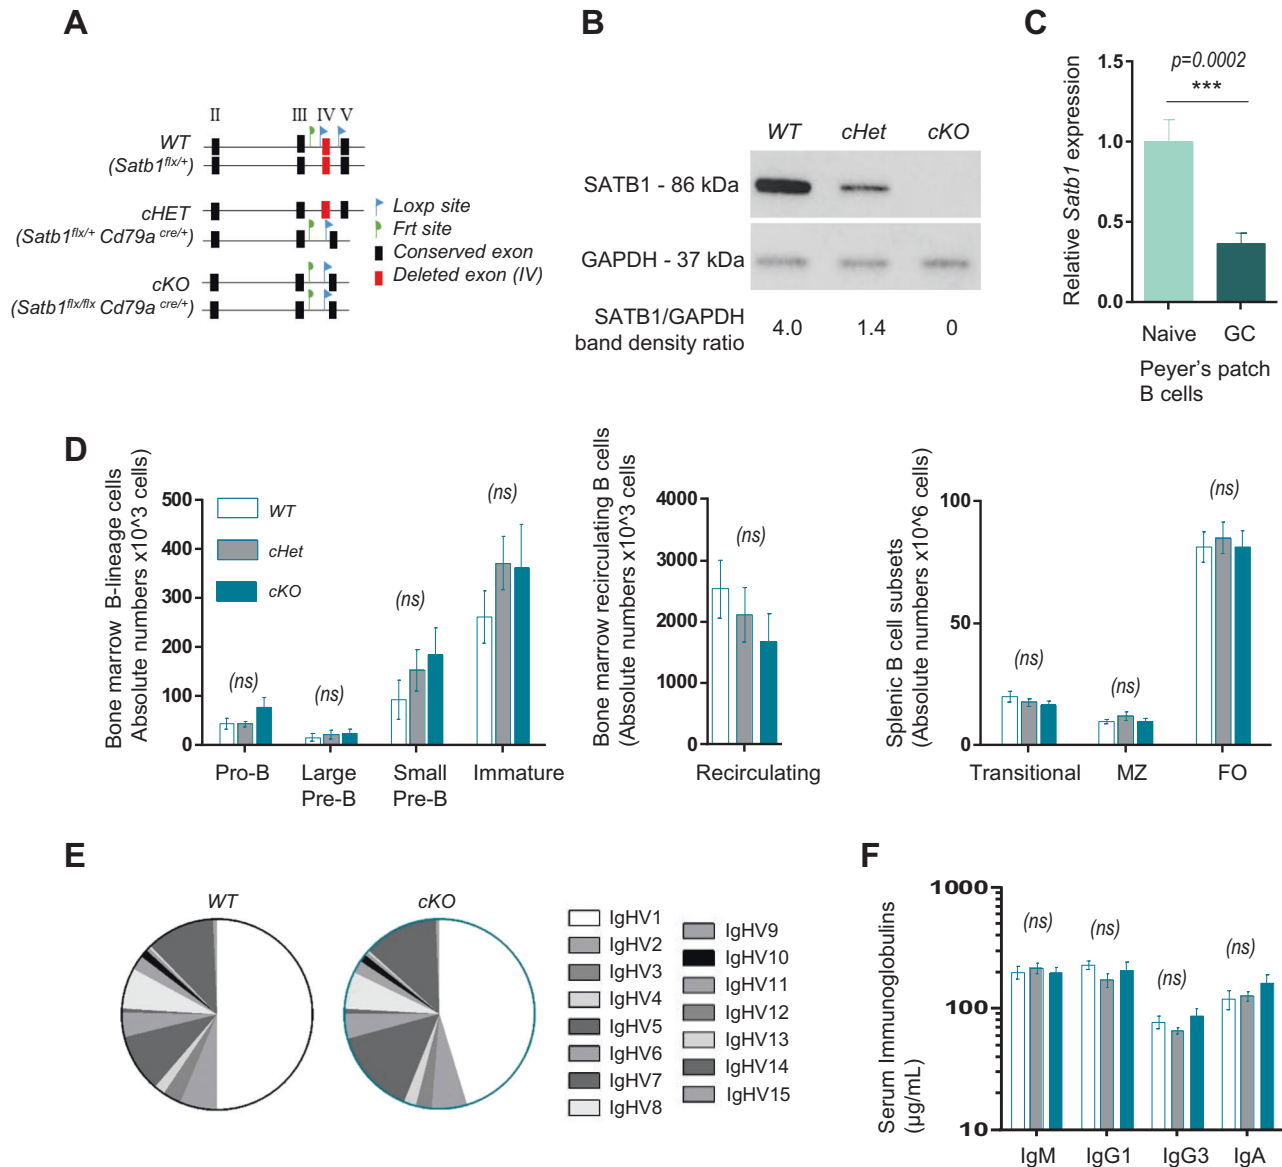 A
II III IV V
WT
(Satb1flx/+)
cHET
(Satb1flx/+ Cd79a cre/+)
cKO
(Satb1flx/flx Cd79a cre/+)
Loxp site
Frt site
Conserved exon
Deleted exon (IV)
B
WT cHet cKO
SATB1 - 86 kDa
GAPDH - 37 kDa
SATB1/GAPDH
band density ratio
4.0 1.4 0
C
Relative Satb1 expression
1.5
1.0
0.5
0.0
p=0.0002
***
Naive GC
Peyer's patch
B cells
D
Bone marrow B-lineage cells
Absolute numbers x10^3 cells)
500
400
300
200
100
0
WT
cHet
cKO
(ns)
(ns)
(ns)
(ns)
Pro-B
Large
Pre-B
Small
Pre-B
Immature
Bone marrow recirculating B cells
(Absolute numbers x10^3 cells
4000
3000
2000
1000
0
(ns)
Recirculating
Splenic B cell subsets
(Absolute numbers x10^6 cells)
100
50
0
(ns)
(ns)
(ns)
Transitional MZ FO
E
WT
cKO
IgHV1
IgHV2
IgHV3
IgHV4
IgHV5
IgHV6
IgHV7
IgHV8
IgHV9
IgHV10
IgHV11
IgHV12
IgHV13
IgHV14
IgHV15
F
Serum Immunoglobulins
(µg/mL)
1000
100
10
(ns)
(ns)
(ns)
(ns)
IgM IgG1 IgG3 IgA